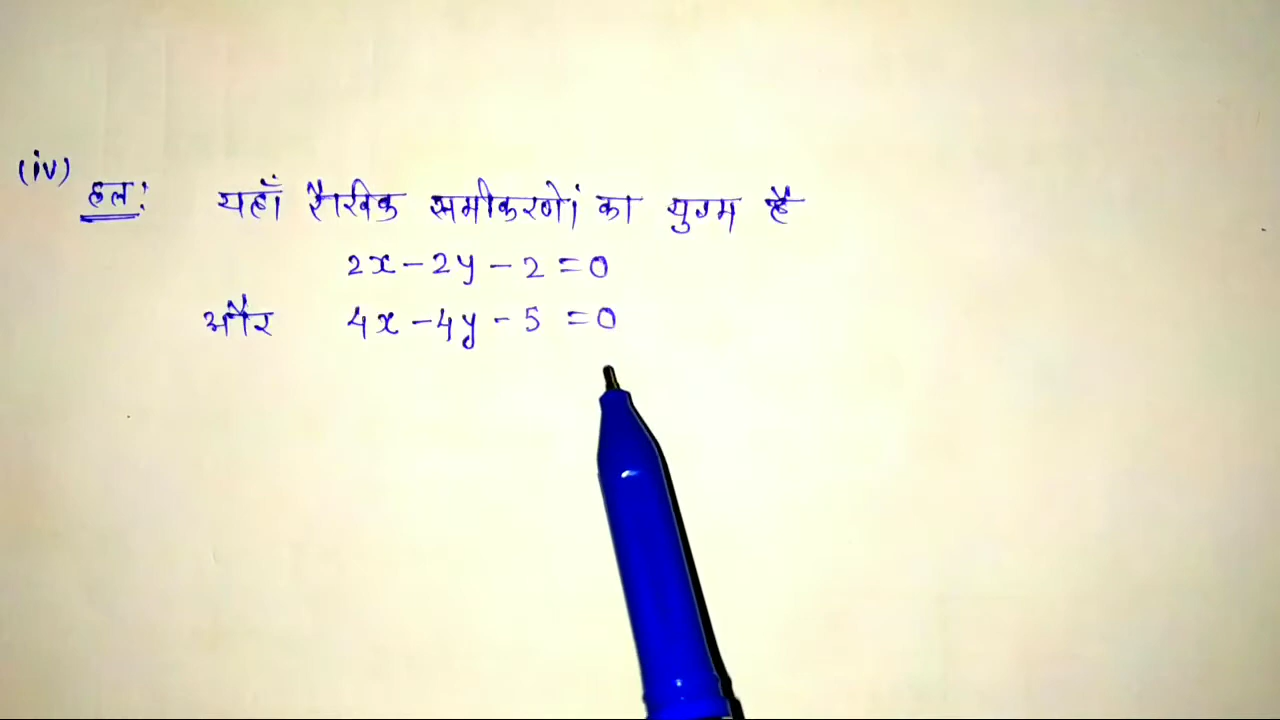 (iv) हल: यहाँ रैखिक समीकरणों का युग्म है
2x - 2y - 2 = 0
और 4x - 4y - 5 = 0